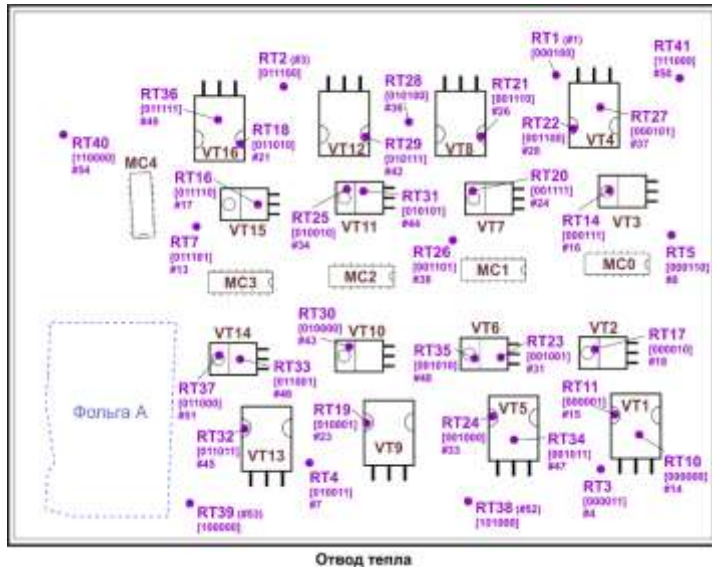 RT1 (#1)
[000100]
RT41
[111000]
#50
RT2 (#3)
[011100]
RT28
[010100]
#36
RT21
[001110]
#26
RT36
[011111]
#49
RT27
[000101]
#37
RT18
[011010]
#21
RT29
[010111]
#42
RT22
[001100]
#28
RT40
[110000]
#54
VT16
VT12
VT8
VT4
MC4
RT16
[011110]
#17
RT25
[010010]
#34
RT31
[010101]
#44
RT20
[001111]
#24
RT14
[000111]
#16
VT15
VT11
VT7
VT3
RT7
[011101]
#13
RT26
[001101]
#38
RT5
[000110]
#8
MC3
MC2
MC1
MC0
VT14
RT30
[010000]
#43
VT10
VT6
RT23
[001001]
#31
VT2
RT17
[000010]
#18
RT33
[011001]
#46
RT35
[001010]
#48
RT37
[011000]
#51
Фольга А
RT32
[011011]
#45
VT13
RT19
[010001]
#23
VT9
RT24
[001000]
#33
VT5
RT34
[001011]
#47
RT11
[000001]
#15
VT1
RT10
[000000]
#14
RT4
[010011]
#7
RT3
[000011]
#4
RT39 (#53)
[100000]
RT38 (#52)
[101000]
Отвод тепла